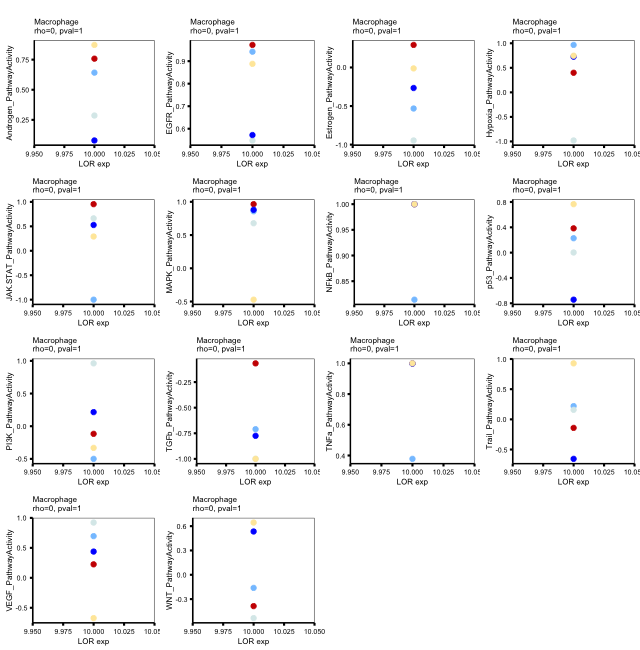 Macrophage
rho=0, pval=1
Androgen_PathwayActivity
0.75
0.50
0.25
9.950 9.975 10.000 10.025 10.05
LOR exp
Macrophage
rho=0, pval=1
EGFR_PathwayActivity
0.9
0.8
0.7
0.6
9.950 9.975 10.000 10.025 10.05
LOR exp
Macrophage
rho=0, pval=1
Estrogen_PathwayActivity
0.0
-0.5
-1.0
9.950 9.975 10.000 10.025 10.05
LOR exp
Macrophage
rho=0, pval=1
Hypoxia_PathwayActivity
1.0
0.5
0.0
-0.5
-1.0
9.950 9.975 10.000 10.025 10.05
LOR exp
Macrophage
rho=0, pval=1
JAK.STAT_PathwayActivity
1.0
0.5
0.0
-0.5
-1.0
9.950 9.975 10.000 10.025 10.05
LOR exp
Macrophage
rho=0, pval=1
MAPK_PathwayActivity
1.0
0.5
0.0
-0.5
9.950 9.975 10.000 10.025 10.05
LOR exp
Macrophage
rho=0, pval=1
NFkB_PathwayActivity
1.00
0.95
0.90
0.85
9.950 9.975 10.000 10.025 10.05
LOR exp
Macrophage
rho=0, pval=1
p53_PathwayActivity
0.8
0.4
0.0
-0.4
-0.8
9.950 9.975 10.000 10.025 10.05
LOR exp
Macrophage
rho=0, pval=1
PI3K_PathwayActivity
1.0
0.5
0.0
-0.5
9.950 9.975 10.000 10.025 10.05
LOR exp
Macrophage
rho=0, pval=1
TGFb_PathwayActivity
-0.25
-0.50
-0.75
-1.00
9.950 9.975 10.000 10.025 10.05
LOR exp
Macrophage
rho=0, pval=1
TNFa_PathwayActivity
1.0
0.8
0.6
0.4
9.950 9.975 10.000 10.025 10.05
LOR exp
Macrophage
rho=0, pval=1
Trail_PathwayActivity
1.0
0.5
0.0
-0.5
9.950 9.975 10.000 10.025 10.05
LOR exp
Macrophage
rho=0, pval=1
VEGF_PathwayActivity
1.0
0.5
0.0
-0.5
9.950 9.975 10.000 10.025 10.05
LOR exp
Macrophage
rho=0, pval=1
WNT_PathwayActivity
0.6
0.3
0.0
-0.3
9.950 9.975 10.000 10.025 10.050
LOR exp